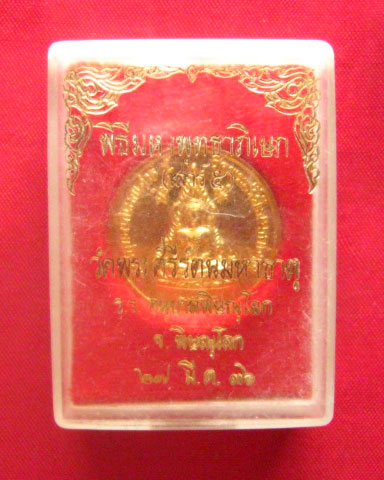 พิธีมหาพุทธาภิเษก
วัดพระศรีรัตนมหาธาตุ
จ. พิษณุโลก
๒๗ มี.ค. ๓๖